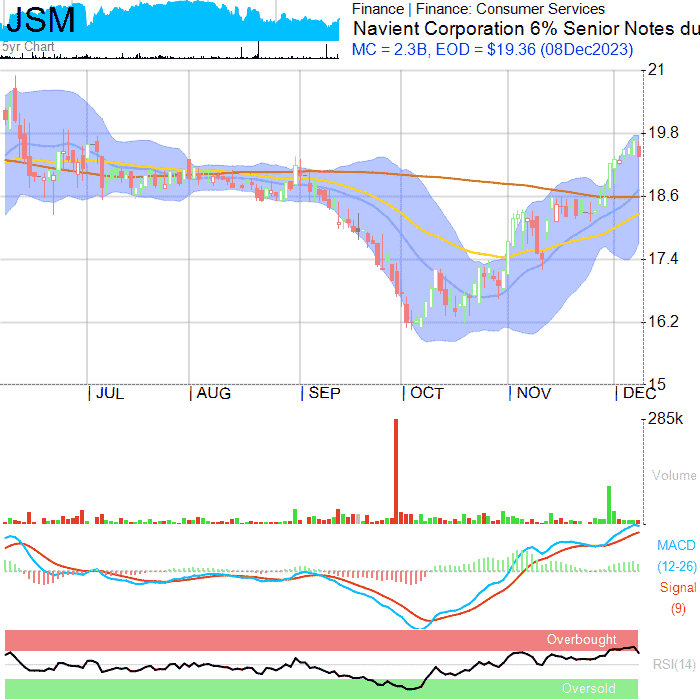 JSM
5yr Chart
Finance | Finance: Consumer Services
Navient Corporation 6% Senior Notes du
MC = 2.3B, EOD = $19.36 (08Dec2023)
21
19.8
18.6
17.4
16.2
15
JUL AUG SEP OCT NOV DEC
285k
Volume
MACD
(12-26)
Signal
(9)
Overbought
RSI(14)
Oversold